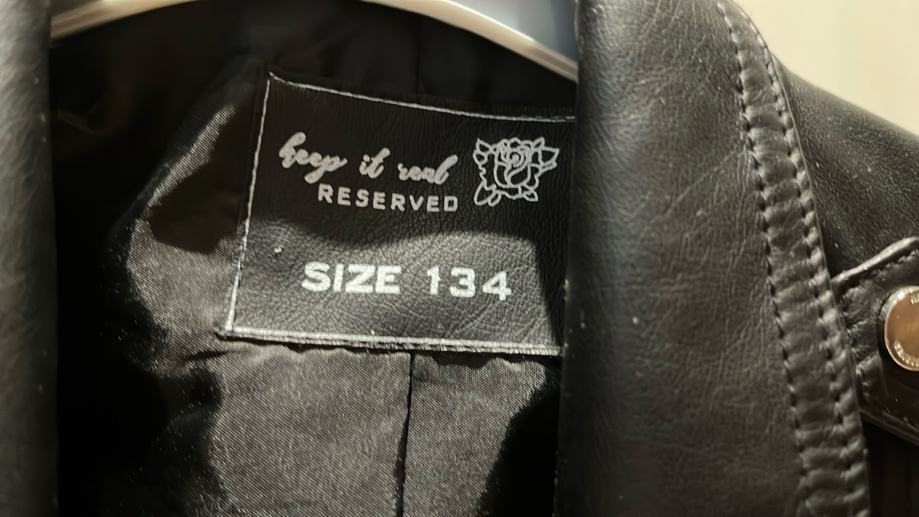 keep it real
RESERVED
SIZE 134